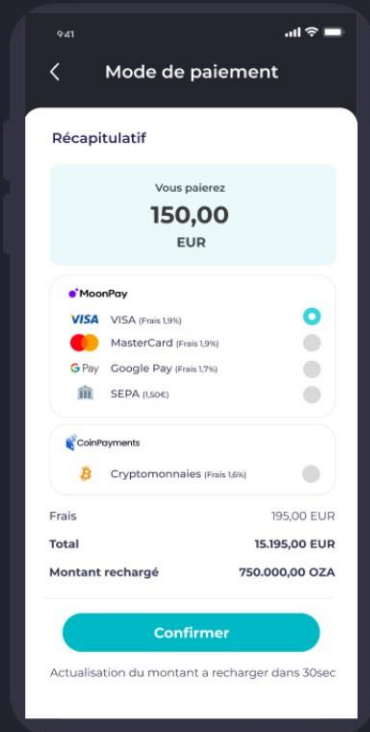 9:41
Mode de paiement
Récapitulatif
Vous paierez
150,00
EUR
MoonPay
VISA VISA (Frais 1,9%)
MasterCard (Frais 1,9%)
G Pay Google Pay (Frais 1,7%)
SEPA (1,50€)
CoinPayments
Cryptomonnaies (Frais 1,6%)
Frais 195,00 EUR
Total 15.195,00 EUR
Montant rechargé 750.000,00 OZA
Confirmer
Actualisation du montant a recharger dans 30sec